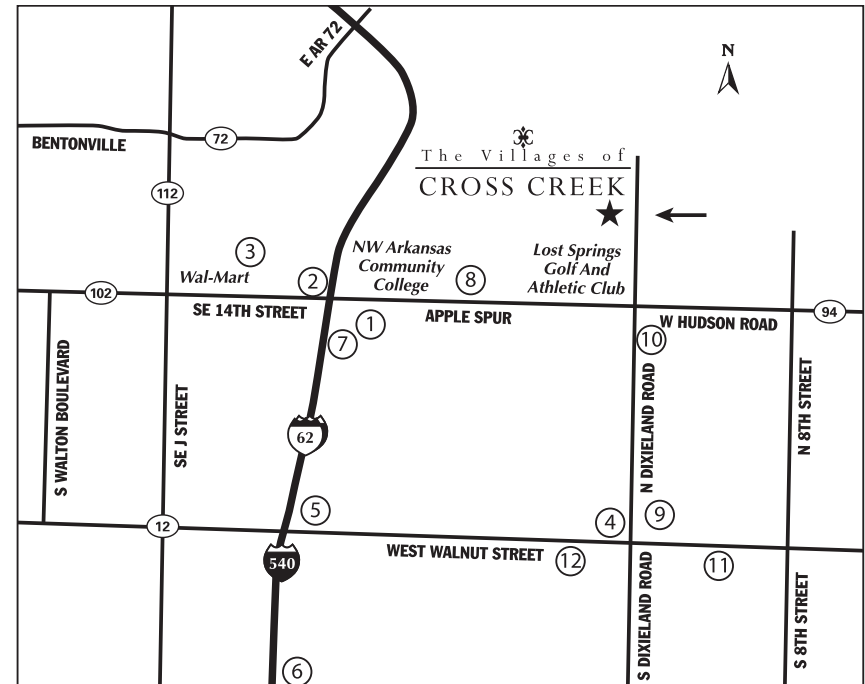 E AR 72
N
BENTONVILLE
72
The Villages of
CROSS CREEK
112
3
Wal-Mart
2
NW Arkansas
Community
College
8
Lost Springs
Golf And
Athletic Club
102
SE 14TH STREET
1
APPLE SPUR
W HUDSON ROAD
94
7
10
S WALTON BOULEVARD
SE J STREET
62
N DIXIELAND ROAD
N 8TH STREET
5
4
9
12
WEST WALNUT STREET
12
11
540
S DIXIELAND ROAD
S 8TH STREET
6